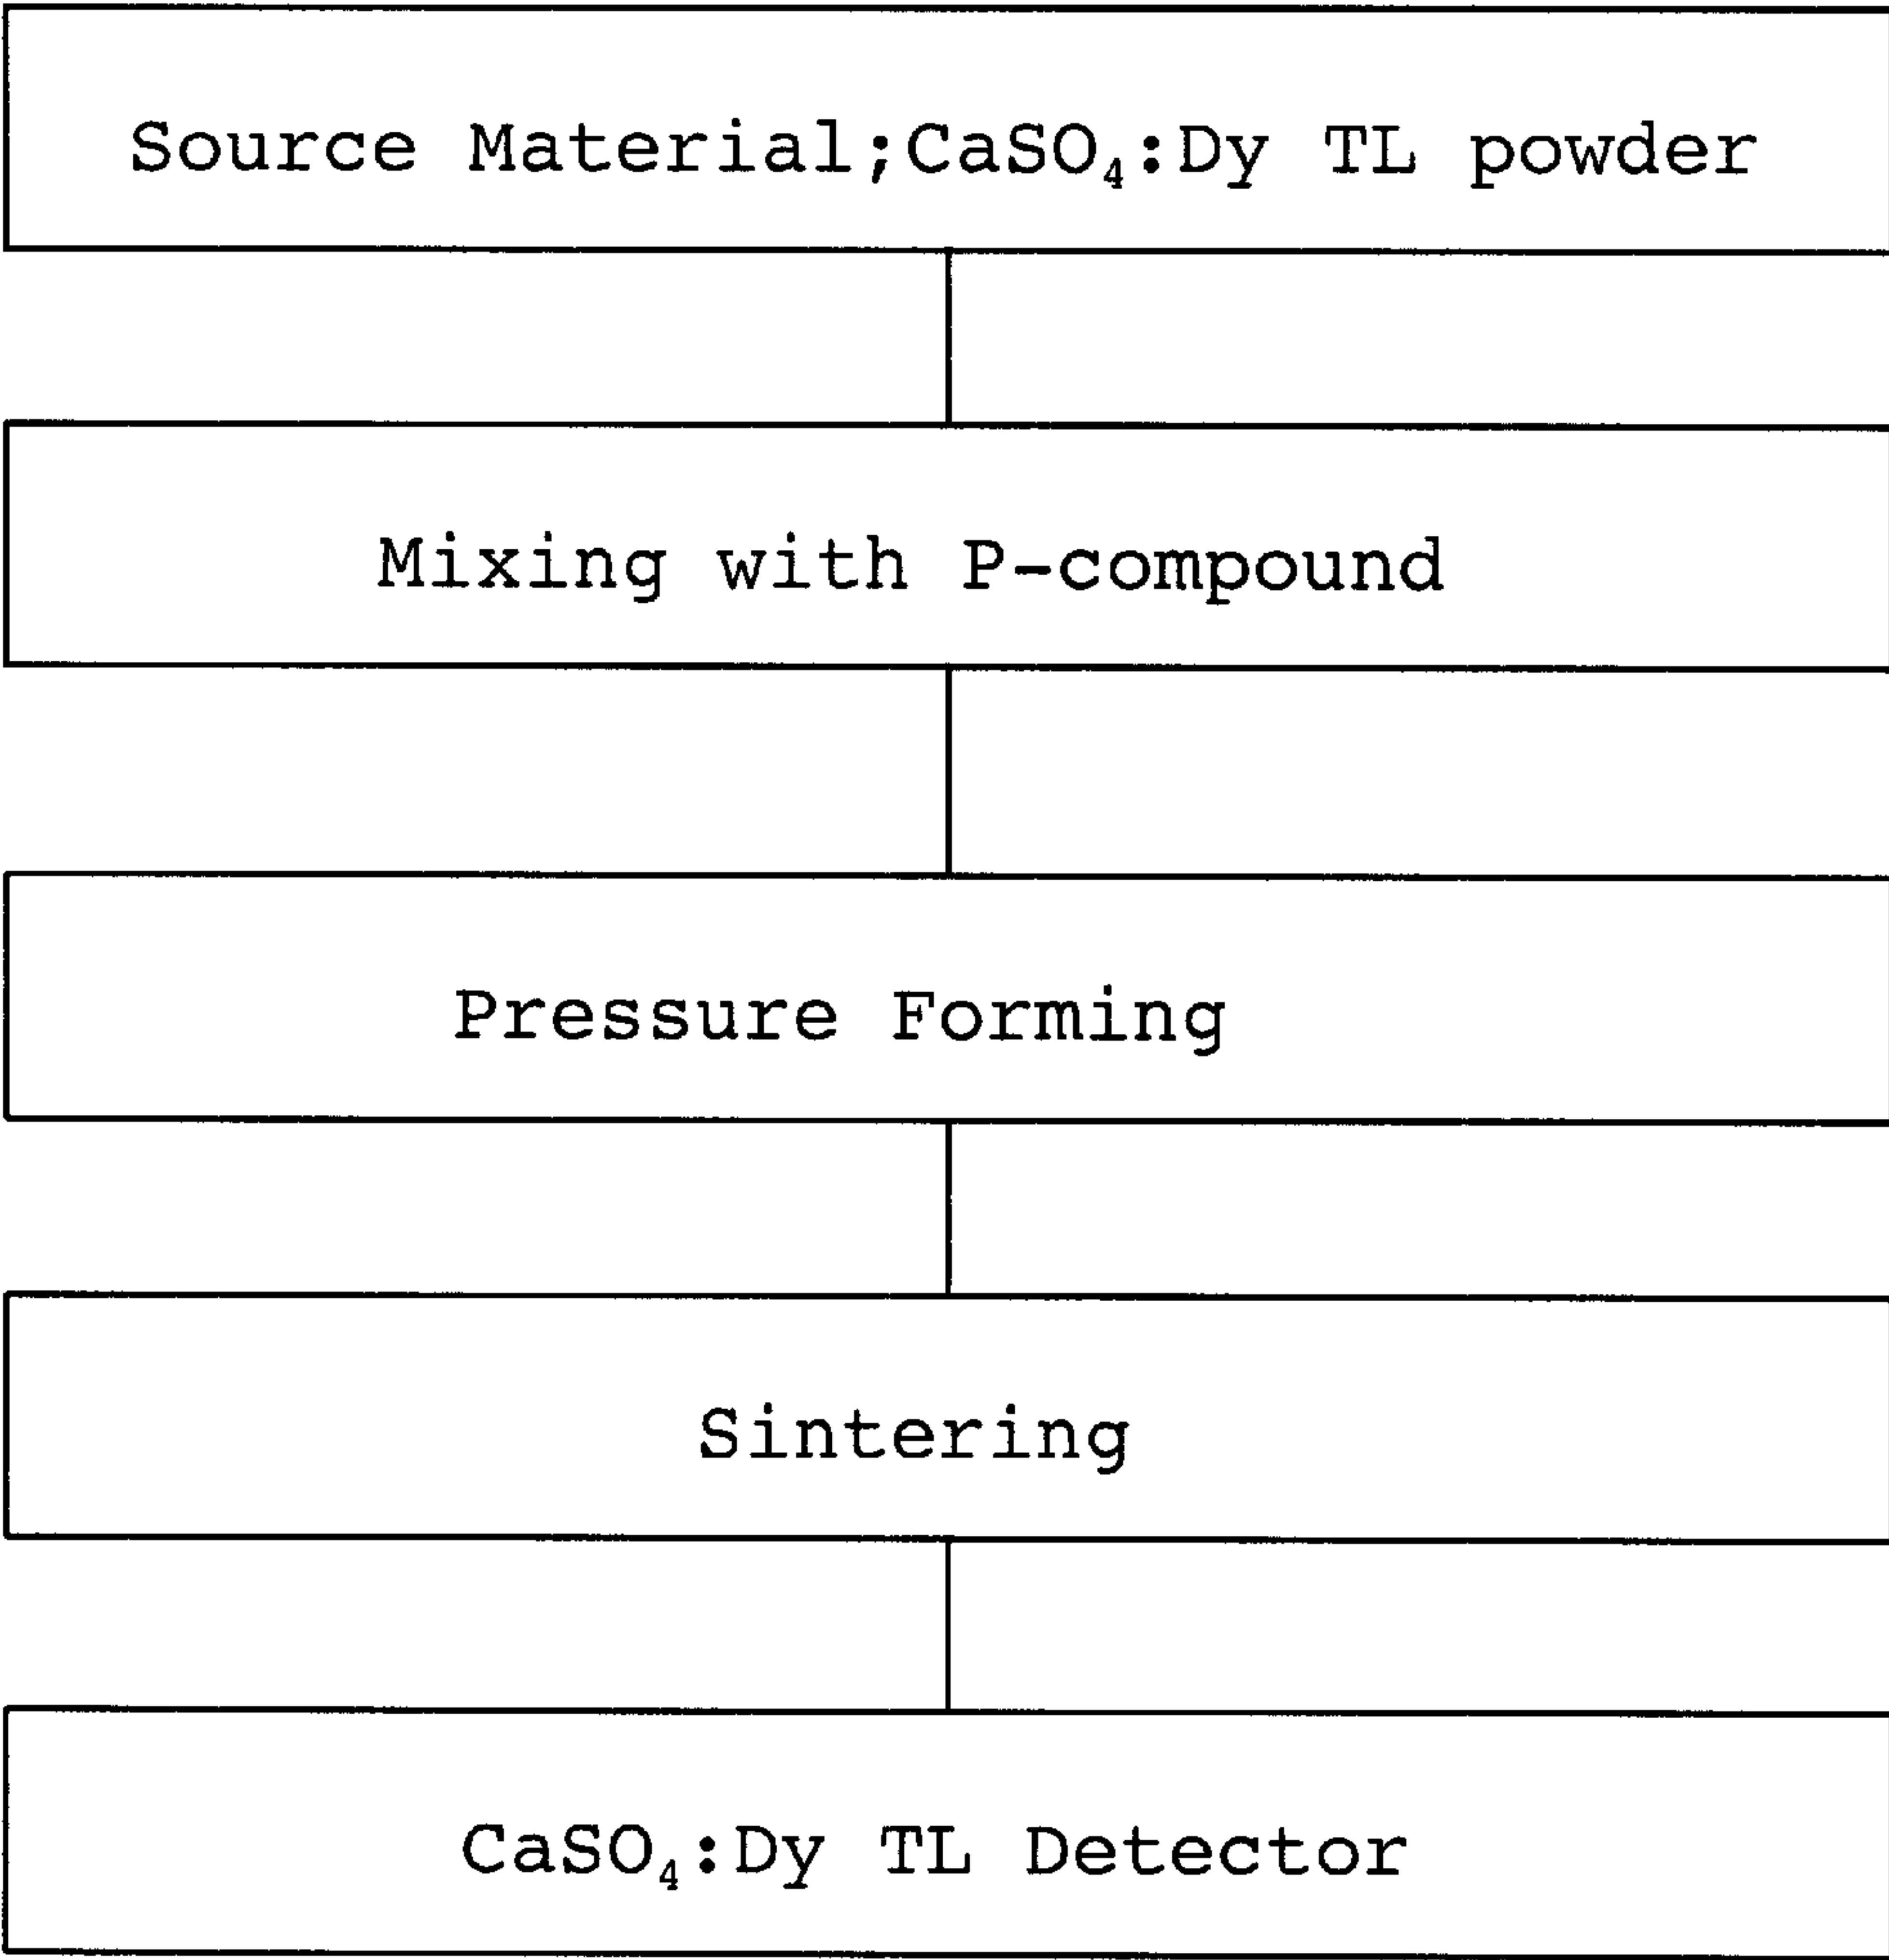 Source Material;CaSO₄:Dy TL powder
Mixing with P-compound
Pressure Forming
Sintering
CaSO₄:Dy TL Detector